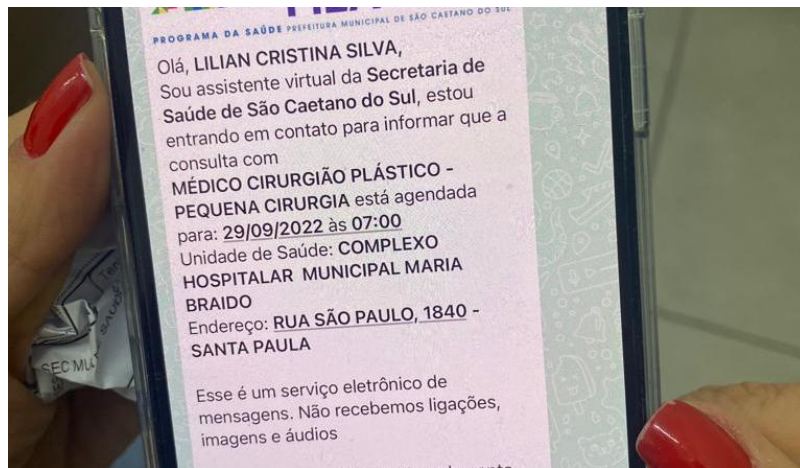 PROGRAMA DA SAÚDE PREFEITURA MUNICIPAL DE SÃO CAETANO DO SUL
Olá, LILIAN CRISTINA SILVA,
Sou assistente virtual da Secretaria de
Saúde de São Caetano do Sul, estou
entrando em contato para informar que a
consulta com
MÉDICO CIRURGIÃO PLÁSTICO -
PEQUENA CIRURGIA está agendada
para: 29/09/2022 às 07:00
Unidade de Saúde: COMPLEXO
HOSPITALAR MUNICIPAL MARIA
BRAIDO
Endereço: RUA SÃO PAULO, 1840 -
SANTA PAULA
Esse é um serviço eletrônico de
mensagens. Não recebemos ligações,
imagens e áudios
SEC MU